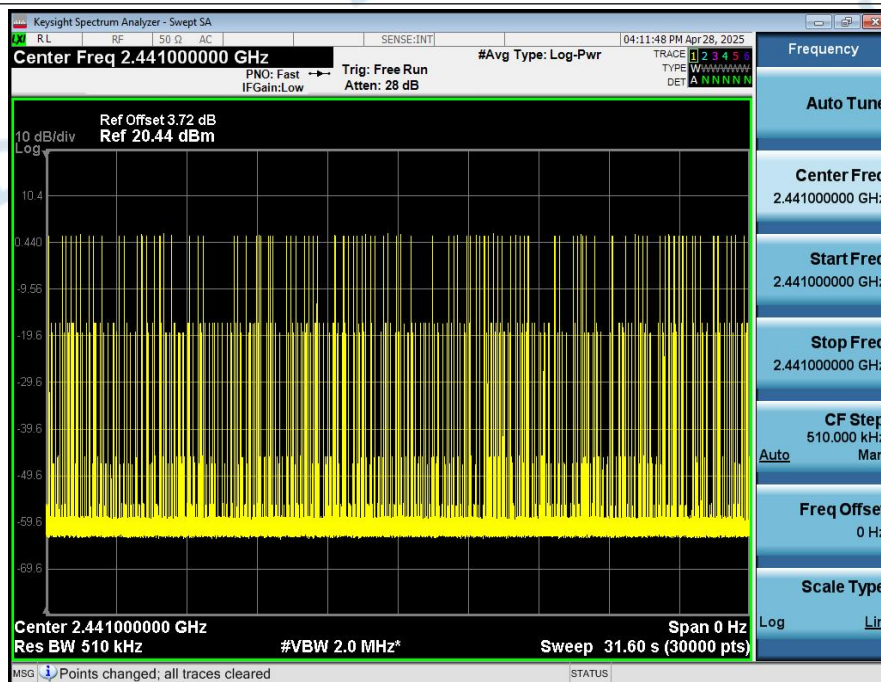 Keysight Spectrum Analyzer - Swept SA
LXI RL RF 50 Ω AC SENSE:INT 04:11:48 PM Apr 28, 2025
Center Freq 2.441000000 GHz #Avg Type: Log-Pwr TRACE 1 2 3 4 5 6
PNO: Fast Trig: Free Run TYPE WWWWWW
IFGain:Low Atten: 28 dB DET A N N N N N
Ref Offset 3.72 dB
10 dB/div Ref 20.44 dBm
Log
10.4
0.440
-9.56
-19.6
-29.6
-39.6
-49.6
-59.6
-69.6
Center 2.441000000 GHz Span 0 Hz
Res BW 510 kHz #VBW 2.0 MHz* Sweep 31.60 s (30000 pts)
MSG Points changed; all traces cleared STATUS
Frequency
Auto Tune
Center Freq
2.441000000 GHz
Start Freq
2.441000000 GHz
Stop Freq
2.441000000 GHz
CF Step
510.000 kHz
Auto Man
Freq Offset
0 Hz
Scale Type
Log Lin